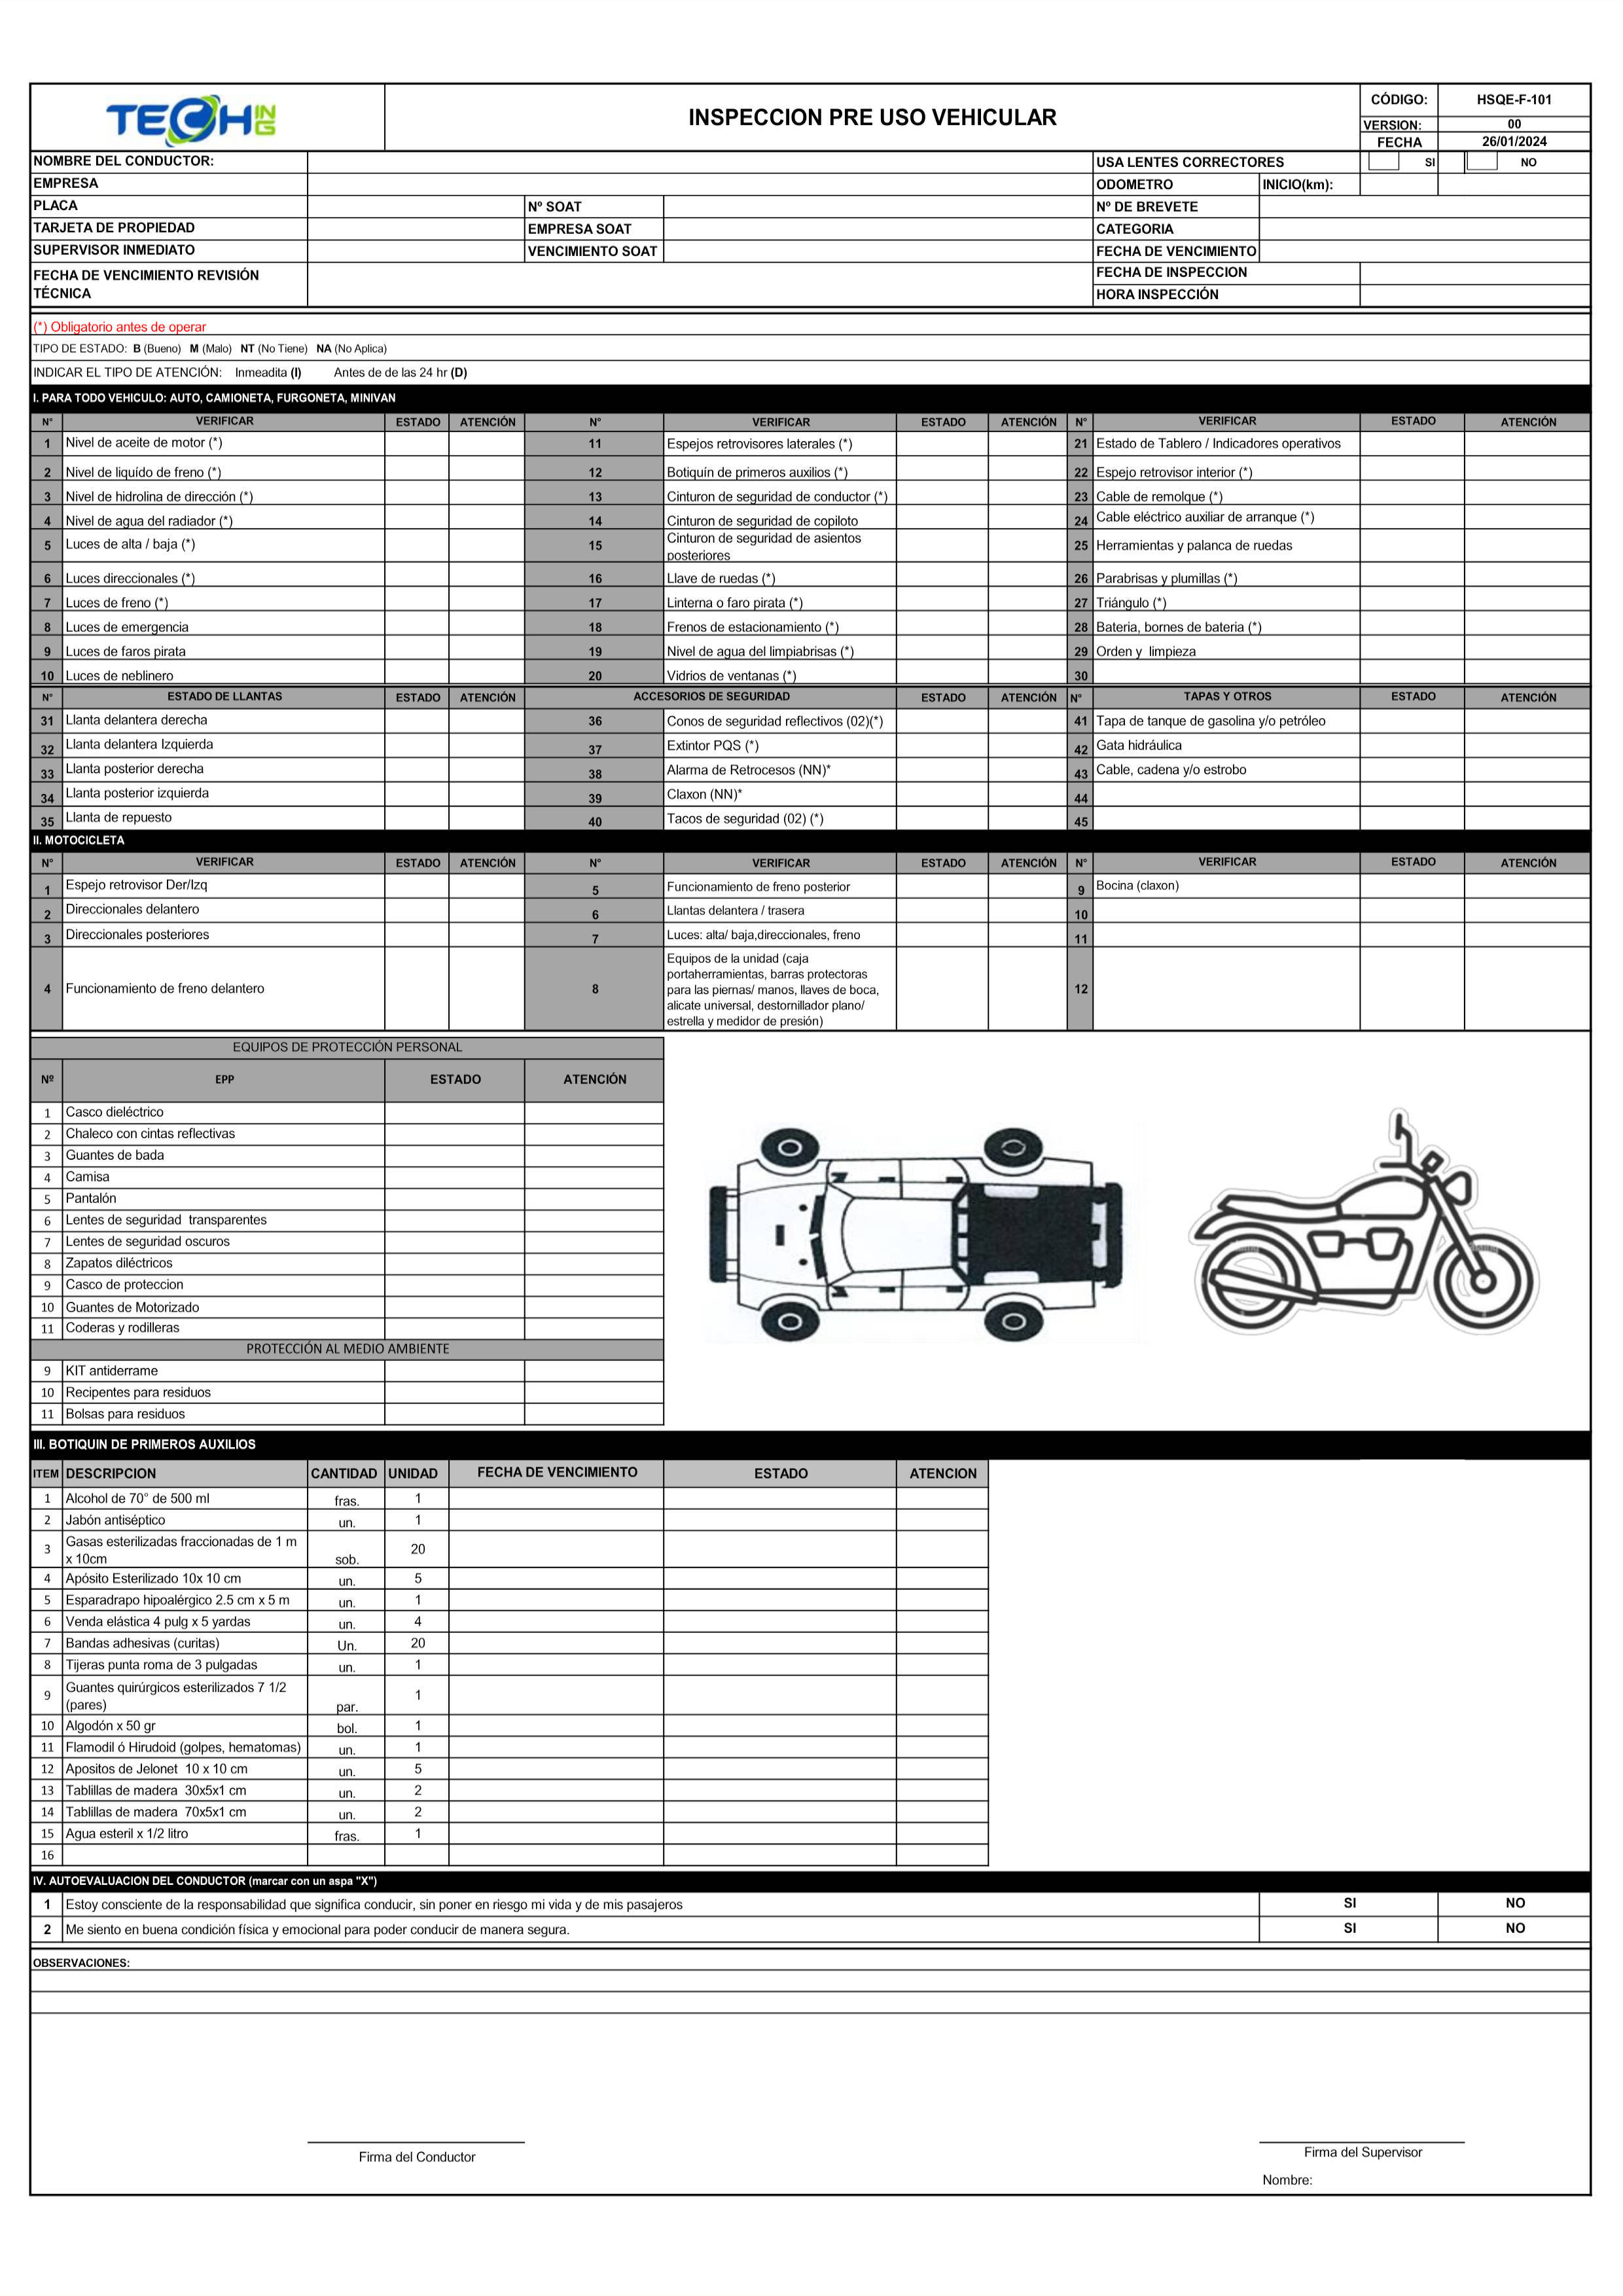 TECHING
INSPECCION PRE USO VEHICULAR
CÓDIGO: HSQE-F-101
VERSION: 00
FECHA 26/01/2024
NOMBRE DEL CONDUCTOR: USA LENTES CORRECTORES SI NO
EMPRESA ODOMETRO INICIO(km):
PLACA Nº SOAT Nº DE BREVETE
TARJETA DE PROPIEDAD EMPRESA SOAT CATEGORIA
SUPERVISOR INMEDIATO VENCIMIENTO SOAT FECHA DE VENCIMIENTO
FECHA DE VENCIMIENTO REVISIÓN TÉCNICA FECHA DE INSPECCION
HORA INSPECCIÓN
(*) Obligatorio antes de operar
TIPO DE ESTADO: B (Bueno) M (Malo) NT (No Tiene) NA (No Aplica)
INDICAR EL TIPO DE ATENCIÓN: Inmeadita (I) Antes de de las 24 hr (D)
I. PARA TODO VEHICULO: AUTO, CAMIONETA, FURGONETA, MINIVAN
N° VERIFICAR ESTADO ATENCIÓN N° VERIFICAR ESTADO ATENCIÓN N° VERIFICAR ESTADO ATENCIÓN
1 Nivel de aceite de motor (*) 11 Espejos retrovisores laterales (*) 21 Estado de Tablero / Indicadores operativos
2 Nivel de liquído de freno (*) 12 Botiquín de primeros auxilios (*) 22 Espejo retrovisor interior (*)
3 Nivel de hidrolina de dirección (*) 13 Cinturon de seguridad de conductor (*) 23 Cable de remolque (*)
4 Nivel de agua del radiador (*) 14 Cinturon de seguridad de copiloto 24 Cable eléctrico auxiliar de arranque (*)
5 Luces de alta / baja (*) 15 Cinturon de seguridad de asientos posteriores 25 Herramientas y palanca de ruedas
6 Luces direccionales (*) 16 Llave de ruedas (*) 26 Parabrisas y plumillas (*)
7 Luces de freno (*) 17 Linterna o faro pirata (*) 27 Triángulo (*)
8 Luces de emergencia 18 Frenos de estacionamiento (*) 28 Bateria, bornes de bateria (*)
9 Luces de faros pirata 19 Nivel de agua del limpiabrisas (*) 29 Orden y limpieza
10 Luces de neblinero 20 Vidrios de ventanas (*) 30
N° ESTADO DE LLANTAS ESTADO ATENCIÓN ACCESORIOS DE SEGURIDAD ESTADO ATENCIÓN N° TAPAS Y OTROS ESTADO ATENCIÓN
31 Llanta delantera derecha 36 Conos de seguridad reflectivos (02)(*) 41 Tapa de tanque de gasolina y/o petróleo
32 Llanta delantera Izquierda 37 Extintor PQS (*) 42 Gata hidráulica
33 Llanta posterior derecha 38 Alarma de Retrocesos (NN)* 43 Cable, cadena y/o estrobo
34 Llanta posterior izquierda 39 Claxon (NN)* 44
35 Llanta de repuesto 40 Tacos de seguridad (02) (*) 45
II. MOTOCICLETA
N° VERIFICAR ESTADO ATENCIÓN N° VERIFICAR ESTADO ATENCIÓN N° VERIFICAR ESTADO ATENCIÓN
1 Espejo retrovisor Der/Izq 5 Funcionamiento de freno posterior 9 Bocina (claxon)
2 Direccionales delantero 6 Llantas delantera / trasera 10
3 Direccionales posteriores 7 Luces: alta/ baja,direccionales, freno 11
4 Funcionamiento de freno delantero 8 Equipos de la unidad (caja
portaherramientas, barras protectoras
para las piernas/ manos, llaves de boca,
alicate universal, destornillador plano/
estrella y medidor de presión) 12
EQUIPOS DE PROTECCIÓN PERSONAL
Nº EPP ESTADO ATENCIÓN
1 Casco dieléctrico
2 Chaleco con cintas reflectivas
3 Guantes de bada
4 Camisa
5 Pantalón
6 Lentes de seguridad transparentes
7 Lentes de seguridad oscuros
8 Zapatos diléctricos
9 Casco de proteccion
10 Guantes de Motorizado
11 Coderas y rodilleras
PROTECCIÓN AL MEDIO AMBIENTE
9 KIT antiderrame
10 Recipentes para residuos
11 Bolsas para residuos
III. BOTIQUIN DE PRIMEROS AUXILIOS
ITEM DESCRIPCION CANTIDAD UNIDAD FECHA DE VENCIMIENTO ESTADO ATENCION
1 Alcohol de 70° de 500 ml fras. 1
2 Jabón antiséptico un. 1
3 Gasas esterilizadas fraccionadas de 1 m x 10cm sob. 20
4 Apósito Esterilizado 10x 10 cm un. 5
5 Esparadrapo hipoalérgico 2.5 cm x 5 m un. 1
6 Venda elástica 4 pulg x 5 yardas un. 4
7 Bandas adhesivas (curitas) Un. 20
8 Tijeras punta roma de 3 pulgadas un. 1
9 Guantes quirúrgicos esterilizados 7 1/2 (pares) par. 1
10 Algodón x 50 gr bol. 1
11 Flamodil ó Hirudoid (golpes, hematomas) un. 1
12 Apositos de Jelonet 10 x 10 cm un. 5
13 Tablillas de madera 30x5x1 cm un. 2
14 Tablillas de madera 70x5x1 cm un. 2
15 Agua esteril x 1/2 litro fras. 1
16
IV. AUTOEVALUACION DEL CONDUCTOR (marcar con un aspa "X")
1 Estoy consciente de la responsabilidad que significa conducir, sin poner en riesgo mi vida y de mis pasajeros SI NO
2 Me siento en buena condición física y emocional para poder conducir de manera segura. SI NO
OBSERVACIONES:
Firma del Conductor
Firma del Supervisor
Nombre: